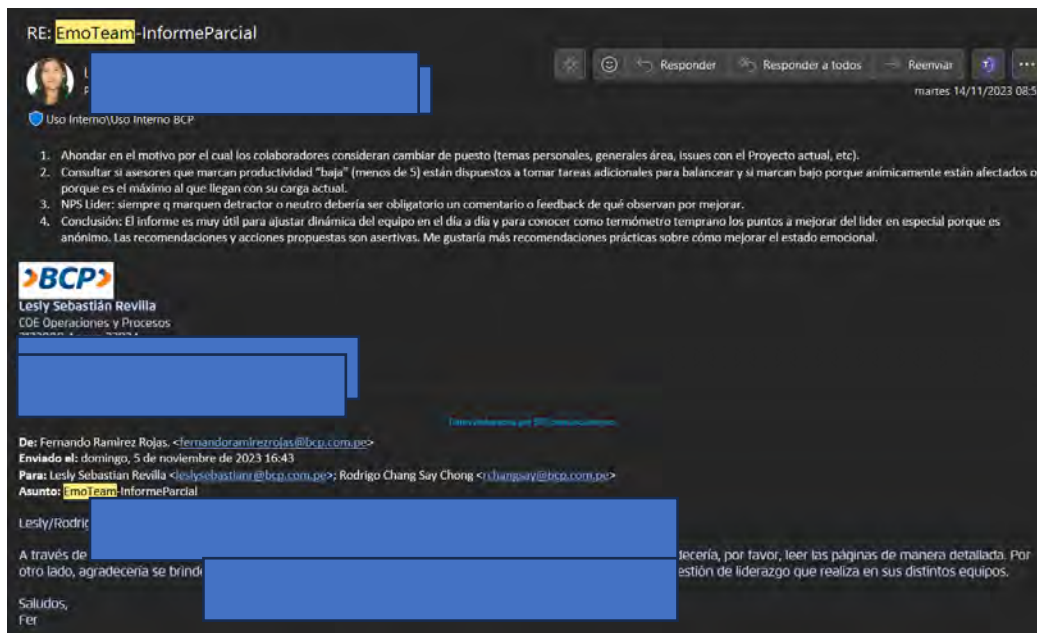 RE: EmoTeam-InformeParcial
Responder Responder a todos Reenviar
martes 14/11/2023 08:5
Uso Interno\Uso Interno BCP
1. Ahondar en el motivo por el cual los colaboradores consideran cambiar de puesto (temas personales, generales área, issues con el Proyecto actual, etc).
2. Consultar si asesores que marcan productividad "baja" (menos de 5) están dispuestos a tomar tareas adicionales para balancear y si marcan bajo porque animicamente están afectados o
porque es el máximo al que llegan con su carga actual.
3. NPS Lider: siempre q marquen detractor o neutro debería ser obligatorio un comentario o feedback de qué observan por mejorar.
4. Conclusión: El informe es muy útil para ajustar dinámica del equipo en el día a día y para conocer como termómetro temprano los puntos a mejorar del lider en especial porque es
anónimo. Las recomendaciones y acciones propuestas son asertivas. Me gustaría más recomendaciones prácticas sobre cómo mejorar el estado emocional.
BCP
Lesly Sebastián Revilla
COE Operaciones y Procesos
De: Fernando Ramirez Rojas. <fernandoramirezrojas@bcp.com.pe>
Enviado el: domingo, 5 de noviembre de 2023 16:43
Para: Lesly Sebastian Revilla <leslysebastianr@bcp.com.pe>; Rodrigo Chang Say Chong <rchangsay@bcp.com.pe>
Asunto: EmoTeam-InformeParcial
Lesly/Rodri
A través de decería, por favor, leer las páginas de manera detallada. Por
otro lado, agradecería se brind estión de liderazgo que realiza en sus distintos equipos.
Saludos,
Fer